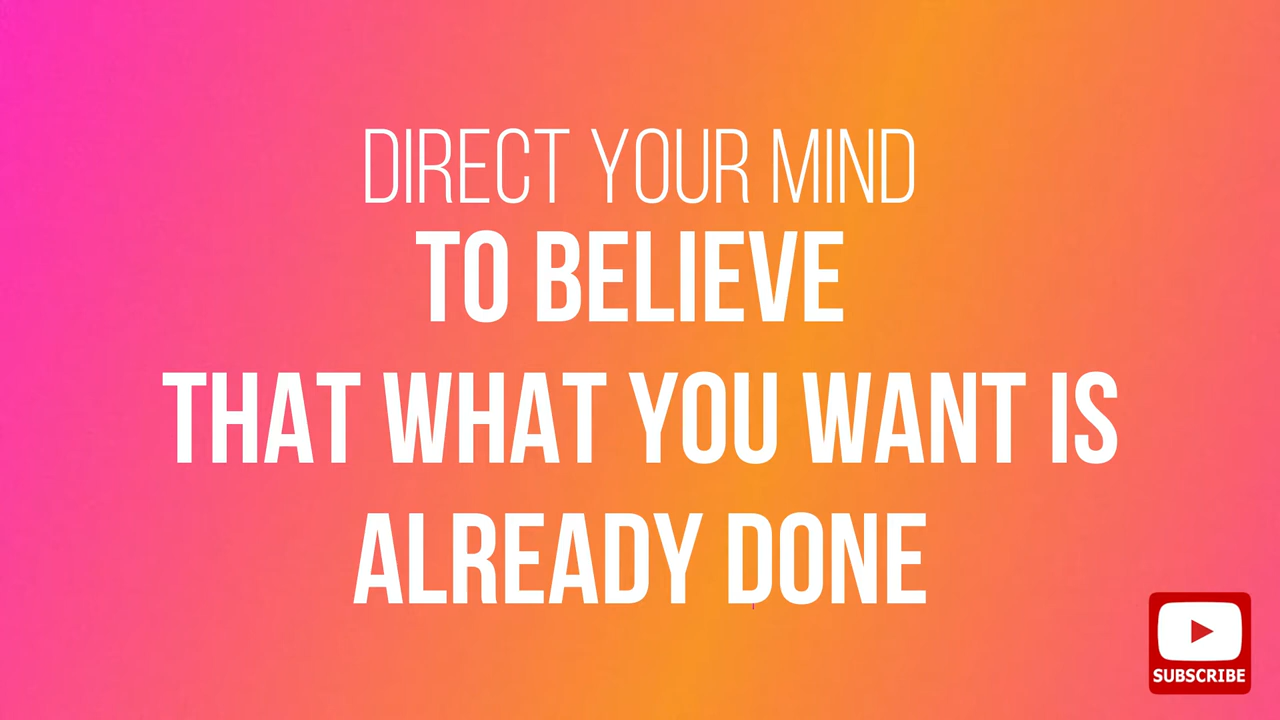 DIRECT YOUR MIND
TO BELIEVE
THAT WHAT YOU WANT IS
ALREADY DONE
SUBSCRIBE